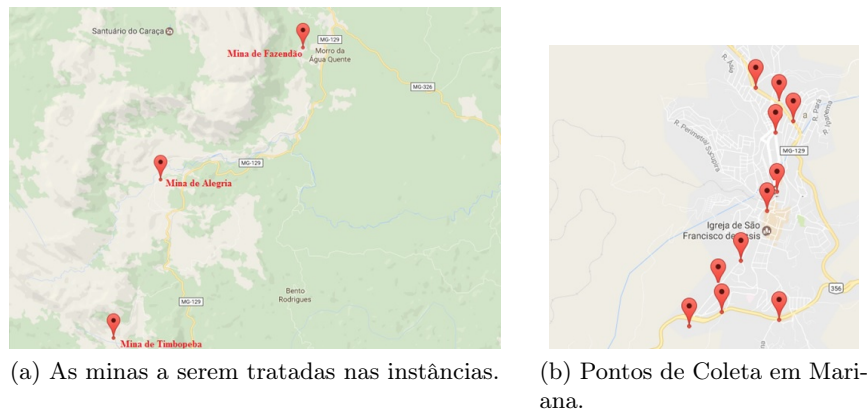 Santuário do Caraça
Mina de Fazendão
MG-129
Morro da
Água Quente
MG-326
MG-129
Mina de Alegria
MG-129
Bento
Rodrigues
Mina de Timbopeba
R. Perimetral Sucupira
R. Pará
MG-129
Igreja de São
Francisco de
356
(a) As minas a serem tratadas nas instâncias.
(b) Pontos de Coleta em Mari-
ana.